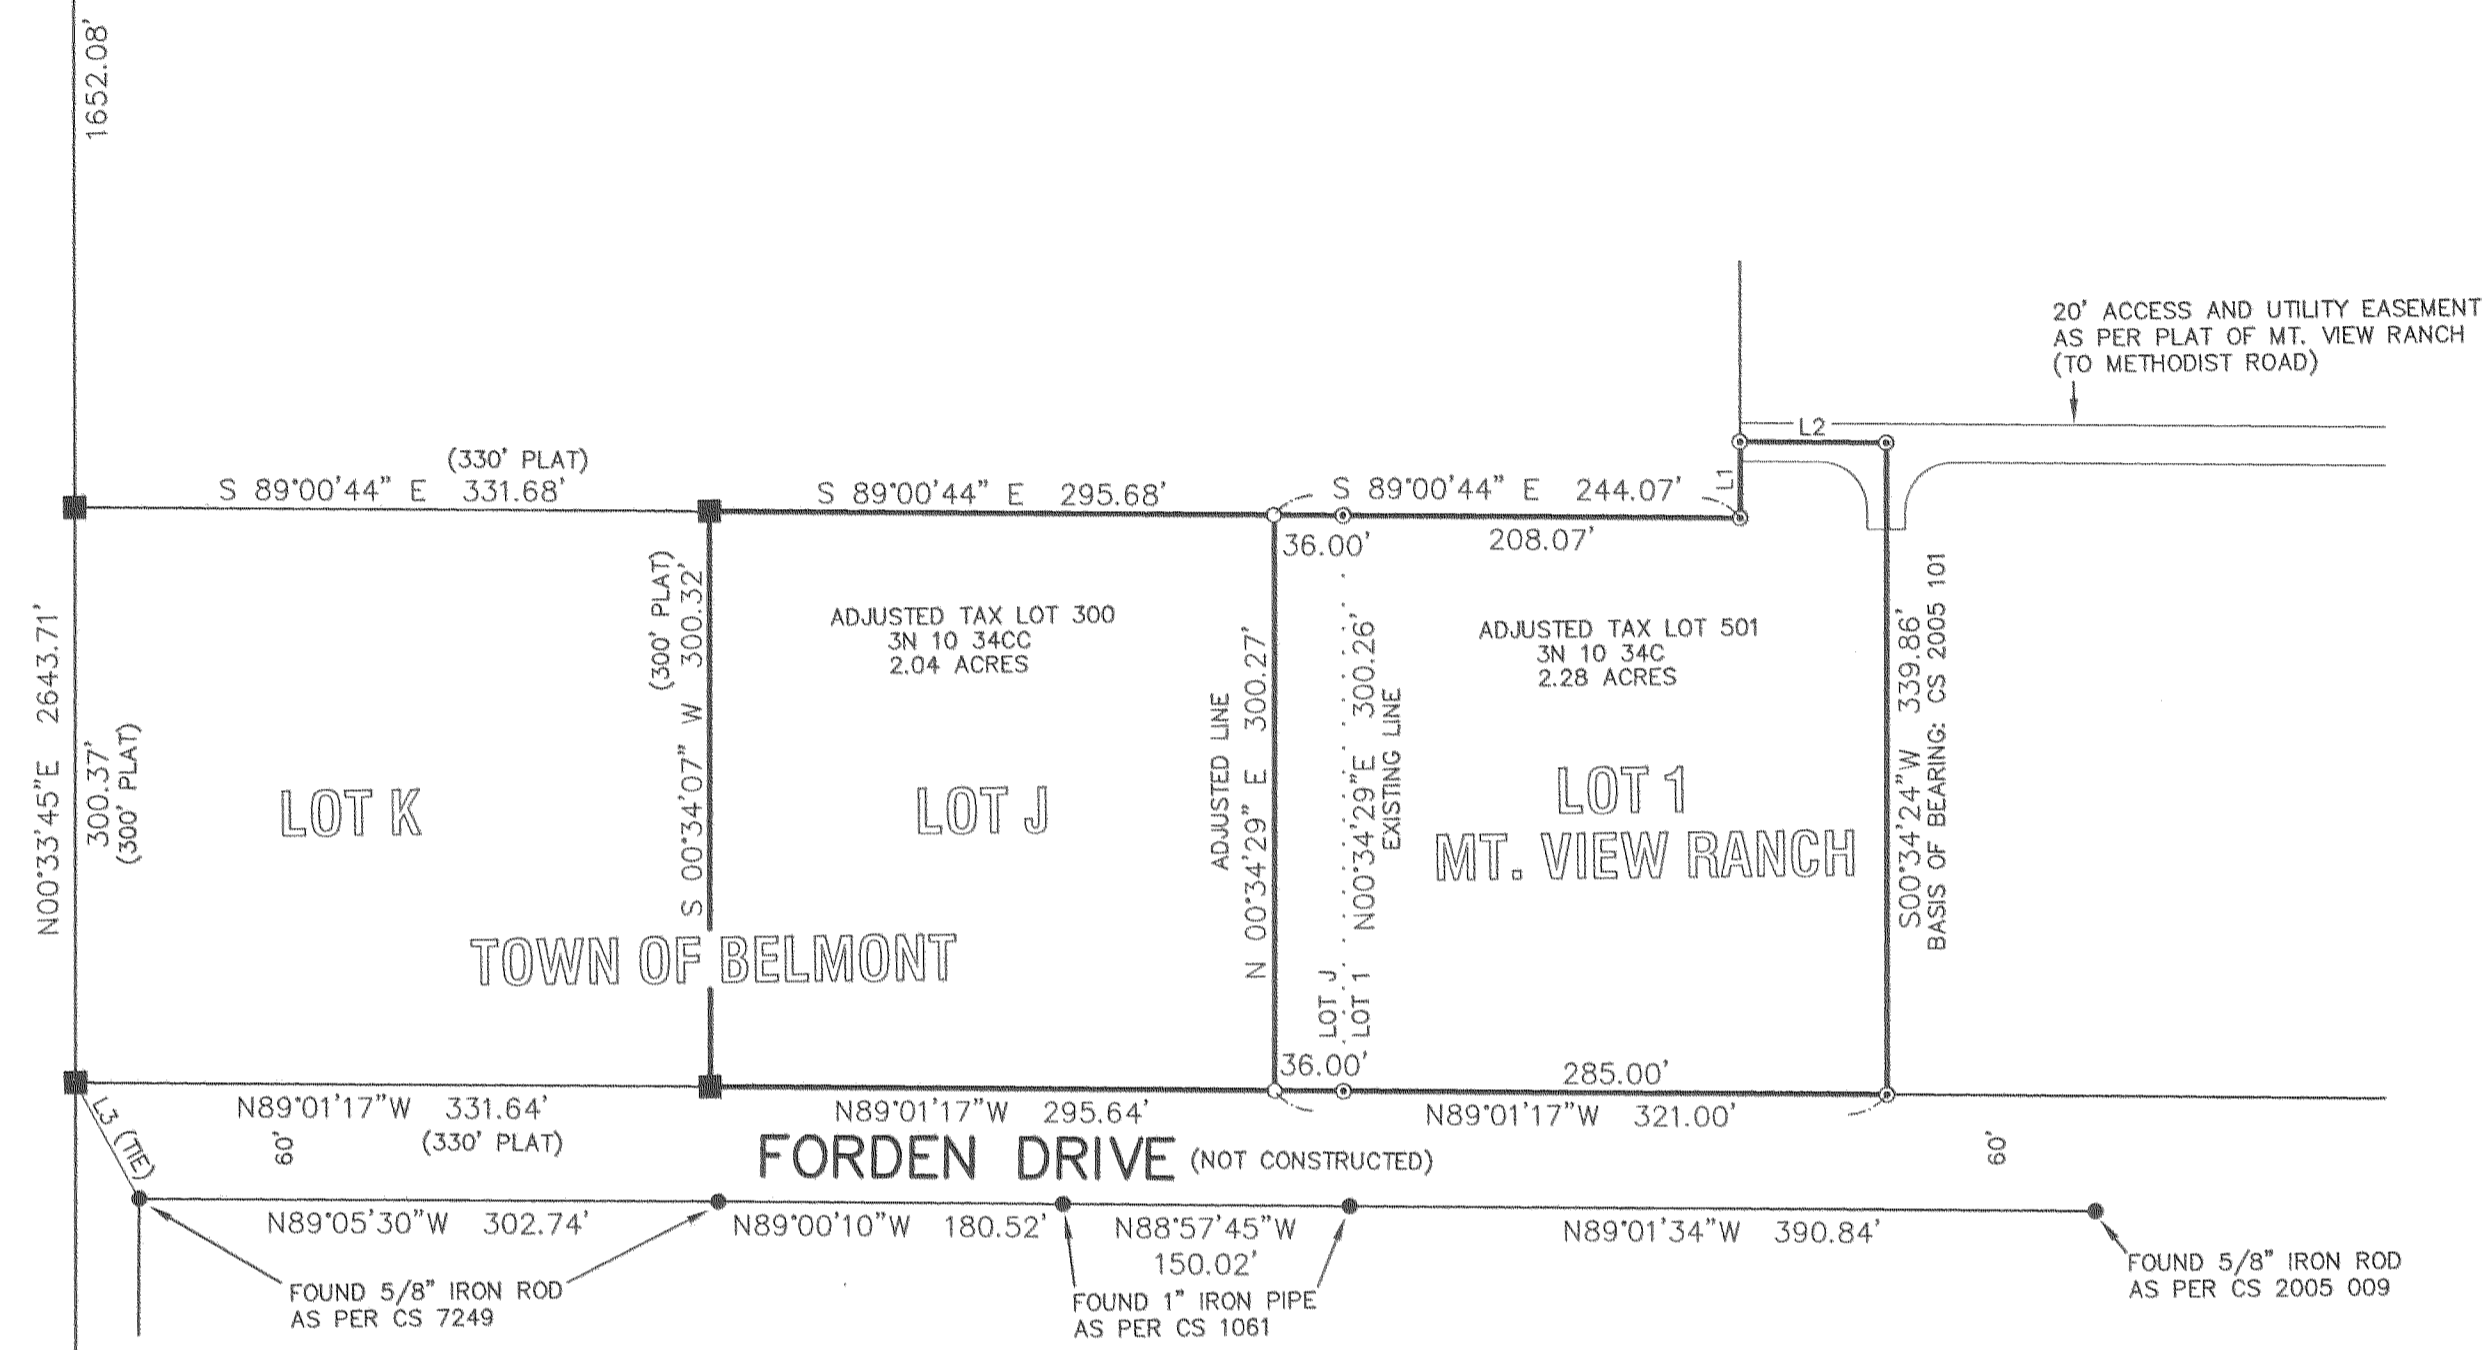 1652.08'
20' ACCESS AND UTILITY EASEMENT
AS PER PLAT OF MT. VIEW RANCH
(TO METHODIST ROAD)
L2
L1
(330' PLAT)
S 89°00'44" E 331.68'
S 89°00'44" E 295.68'
S 89°00'44" E 244.07'
36.00'
208.07'
N00°33'45"E 2643.71'
300.37'
(300' PLAT)
LOT K
(300' PLAT)
S 00°34'07" W 300.32'
ADJUSTED TAX LOT 300
3N 10 34CC
2.04 ACRES
LOT J
TOWN OF BELMONT
ADJUSTED LINE
N 00°34'29" E 300.27'
LOT J
LOT 1 N00°34'29"E 300.26'
EXISTING LINE
ADJUSTED TAX LOT 501
3N 10 34C
2.28 ACRES
LOT 1
MT. VIEW RANCH
S00°34'24"W 339.86'
BASIS OF BEARING: CS 2005 101
36.00'
285.00'
L3 (TIE)
N89°01'17"W 331.64'
(330' PLAT)
60'
N89°01'17"W 295.64'
N89°01'17"W 321.00'
FORDEN DRIVE (NOT CONSTRUCTED)
60'
N89°05'30"W 302.74'
N89°00'10"W 180.52'
N88°57'45"W
150.02'
N89°01'34"W 390.84'
FOUND 5/8" IRON ROD
AS PER CS 7249
FOUND 1" IRON PIPE
AS PER CS 1061
FOUND 5/8" IRON ROD
AS PER CS 2005 009